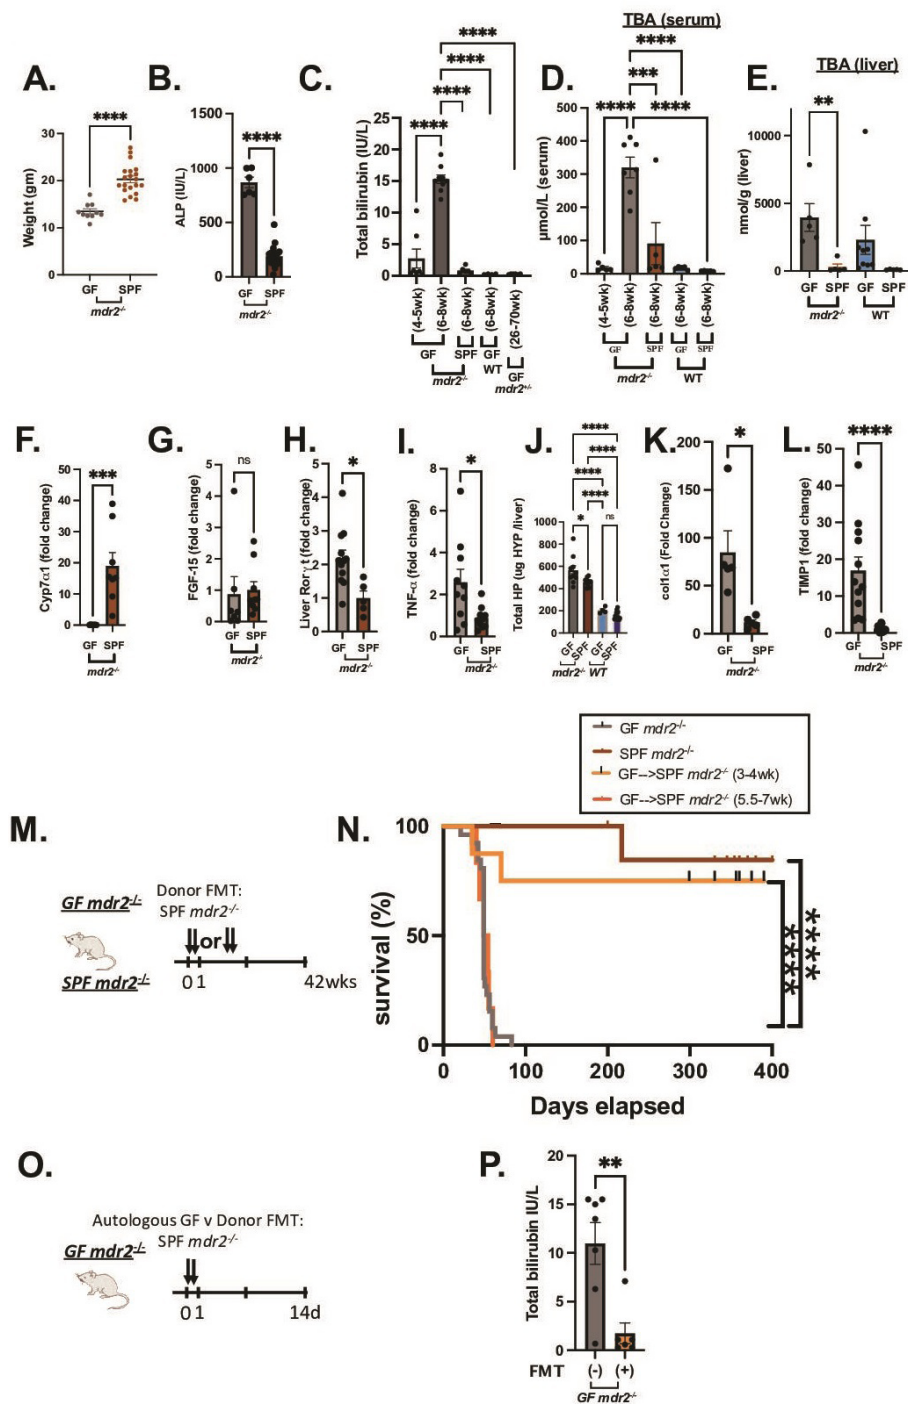 TBA (serum)
A.
B.
C.
D.
E.
TBA (liver)
****
****
****
****
****
****
****
***
****
****
**
Weight (gm)
30
20
10
0
GF SPF
mdr2-/-
ALP (IU/L)
1500
1000
500
0
GF SPF
mdr2-/-
Total bilirubin (IU/L)
25
20
15
10
5
0
(4-5wk)
(6-8wk)
(6-8wk)
(6-8wk)
(26-70wk)
GF SPF GF
WT
mdr2-/-
GF
mdr2+/-
µmol/L (serum)
500
400
300
200
100
0
(4-5wk)
(6-8wk)
(6-8wk)
(6-8wk)
(6-8wk)
GF SPF GF SPF
mdr2-/- WT
nmol/g (liver)
10000
5000
0
GF SPF GF SPF
mdr2-/- WT
F.
G.
H.
I.
J.
K.
L.
Cyp7α1 (fold change)
50
40
30
20
10
0
***
GF SPF
mdr2-/-
FGF-15 (fold change)
5
4
3
2
1
0
ns
GF SPF
mdr2-/-
Liver Rorγt (fold change)
5
4
3
2
1
0
*
GF SPF
mdr2-/-
TNF-α (fold change)
8
6
4
2
0
*
GF SPF
mdr2-/-
Total HP (ug HYP /liver)
1000
800
600
400
200
0
****
****
****
****
*
ns
GF SPF GF SPF
mdr2-/- WT
col1α1 (Fold Change)
200
150
100
50
0
*
GF SPF
mdr2-/-
TIMP1 (fold change)
50
40
30
20
10
0
****
GF SPF
mdr2-/-
GF mdr2-/-
SPF mdr2-/-
GF-->SPF mdr2-/- (3-4wk)
GF-->SPF mdr2-/- (5.5-7wk)
M.
GF mdr2-/-
Donor FMT:
SPF mdr2-/-
or
SPF mdr2-/-
0 1 42wks
N.
survival (%)
100
50
0
0 100 200 300 400
Days elapsed
****
****
O.
Autologous GF v Donor FMT:
GF mdr2-/- SPF mdr2-/-
0 1 14d
P.
Total bilirubin IU/L
20
15
10
5
0
**
FMT (-) (+)
GF mdr2-/-